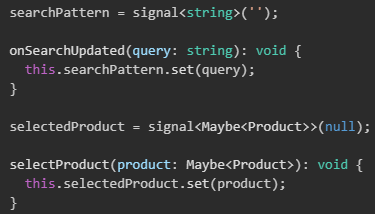 searchPattern = signal<string>('');
onSearchUpdated(query: string): void {
this.searchPattern.set(query);
}
selectedProduct = signal<Maybe<Product>>(null);
selectProduct(product: Maybe<Product>): void {
this.selectedProduct.set(product);
}